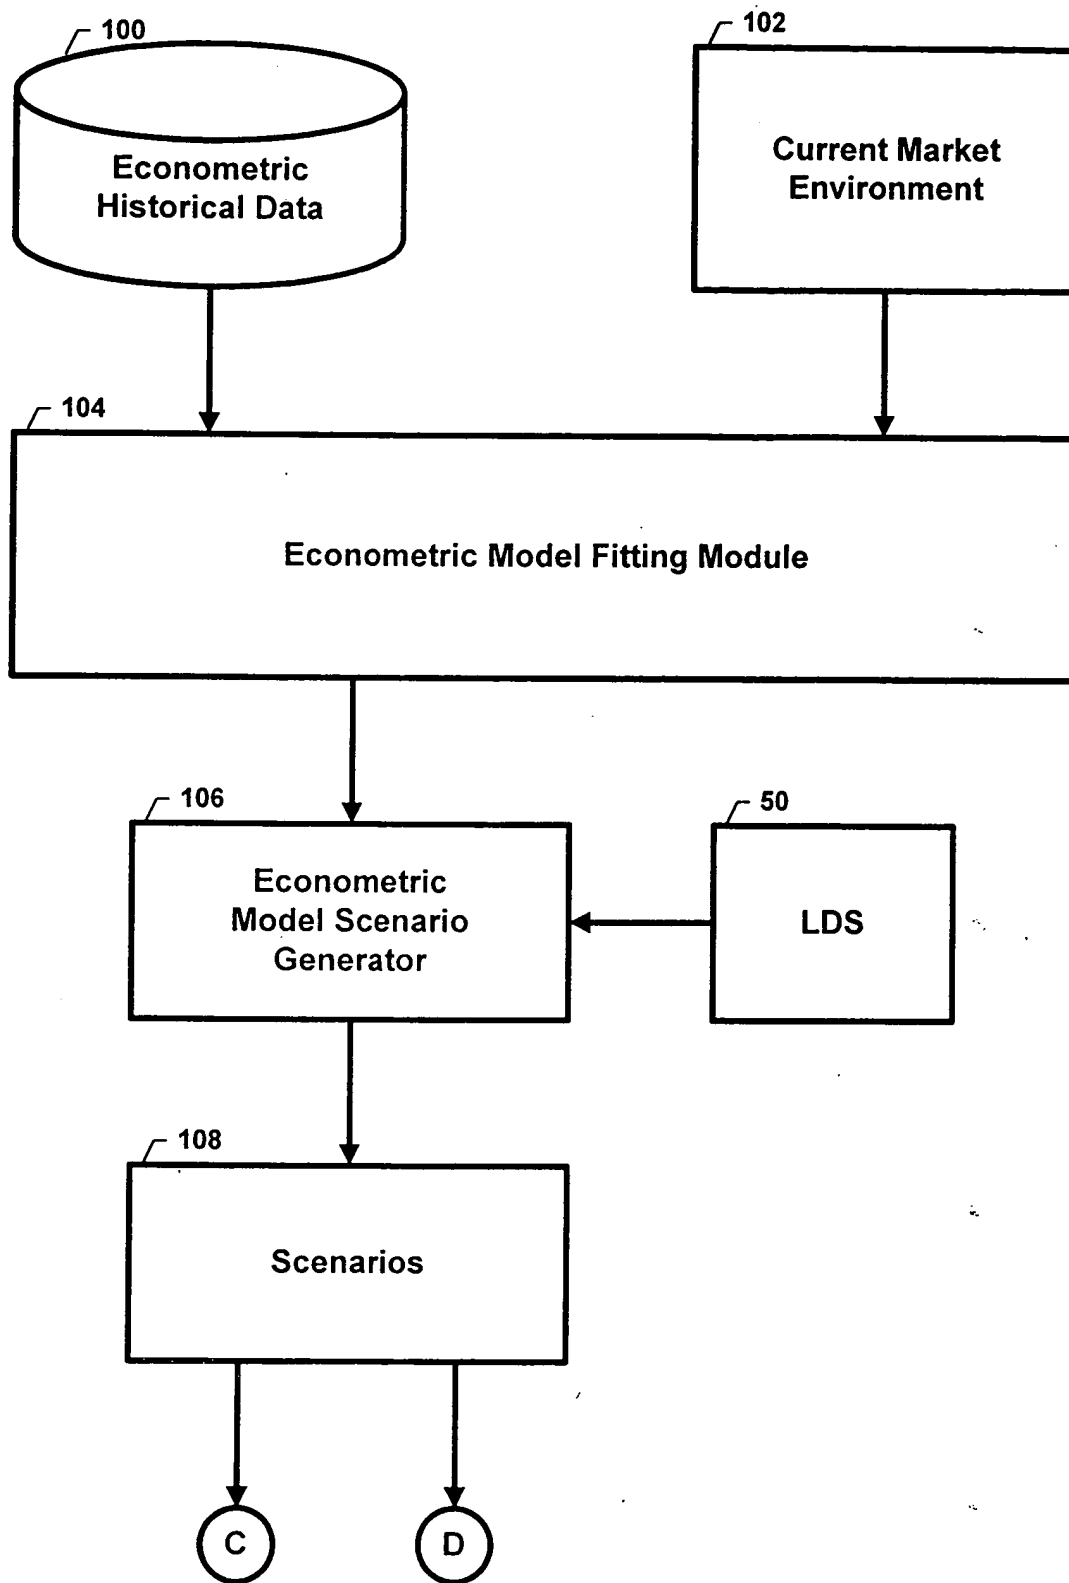 100
Econometric
Historical Data
102
Current Market
Environment
104
Econometric Model Fitting Module
106
Econometric
Model Scenario
Generator
50
LDS
108
Scenarios
C
D